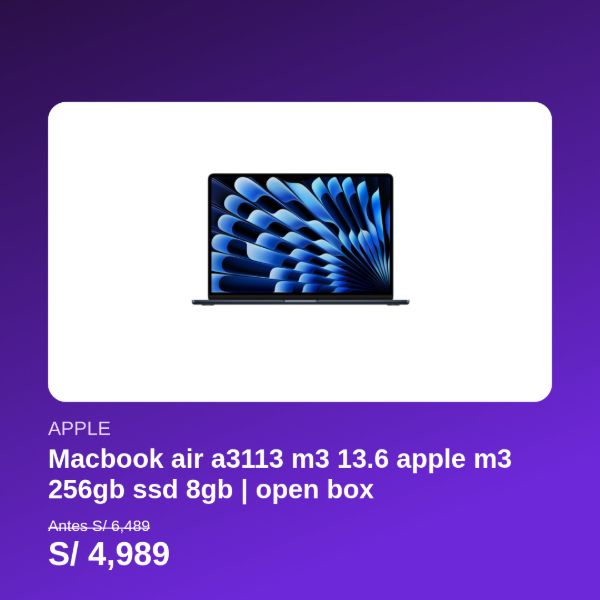 APPLE
Macbook air a3113 m3 13.6 apple m3
256gb ssd 8gb | open box
Antes S/ 6,489
S/ 4,989